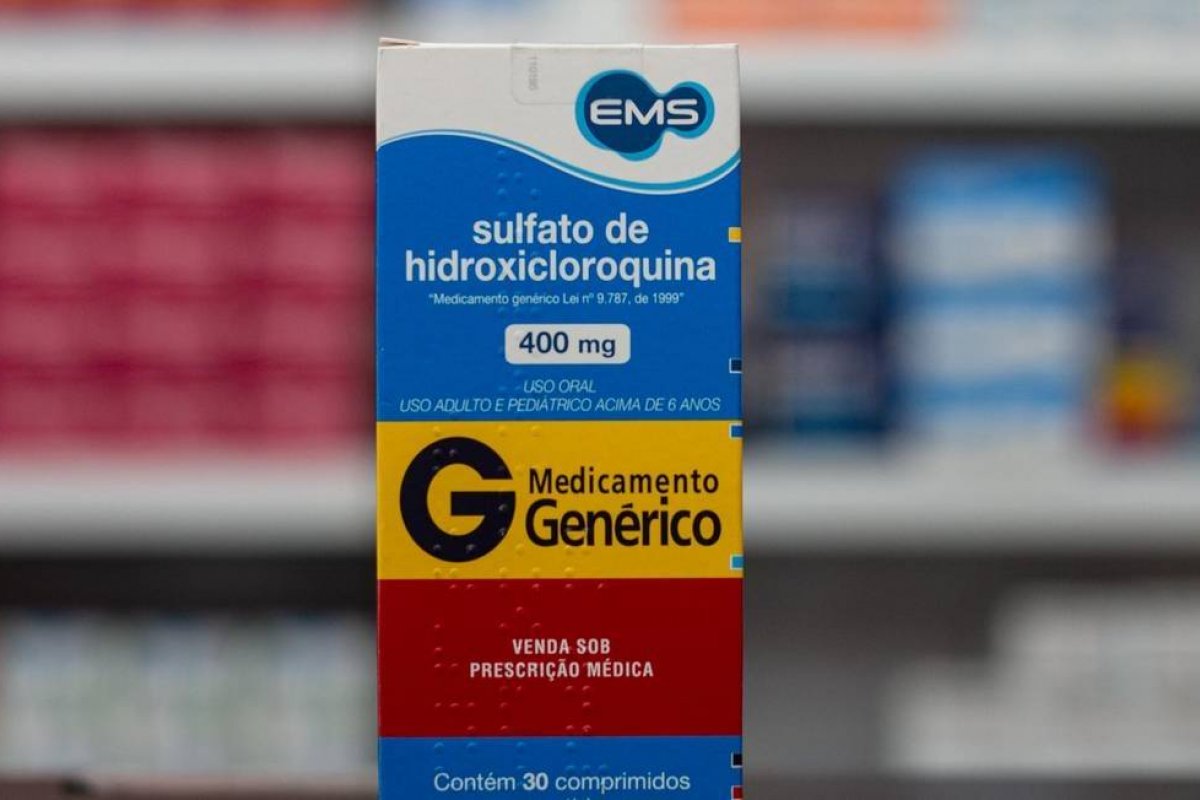 EMS
sulfato de
hidroxicloroquina
“Medicamento genérico Lei nº 9.787, de 1999”
400 mg
USO ORAL
USO ADULTO E PEDIÁTRICO ACIMA DE 6 ANOS
G Medicamento
Genérico
VENDA SOB
PRESCRIÇÃO MÉDICA
Contém 30 comprimidos